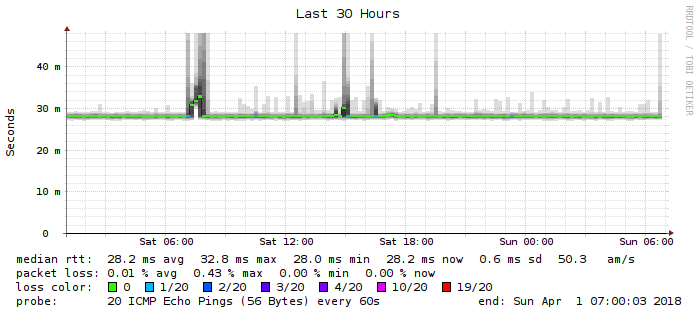 Last 30 Hours
RRDTOOL / TOBI OETIKER
Seconds
40 m
30 m
20 m
10 m
0
Sat 06:00 Sat 12:00 Sat 18:00 Sun 00:00 Sun 06:00
median rtt: 28.2 ms avg 32.8 ms max 28.0 ms min 28.2 ms now 0.6 ms sd 50.3 am/s
packet loss: 0.01 % avg 0.43 % max 0.00 % min 0.00 % now
loss color: 0 1/20 2/20 3/20 4/20 10/20 19/20
probe: 20 ICMP Echo Pings (56 Bytes) every 60s end: Sun Apr 1 07:00:03 2018